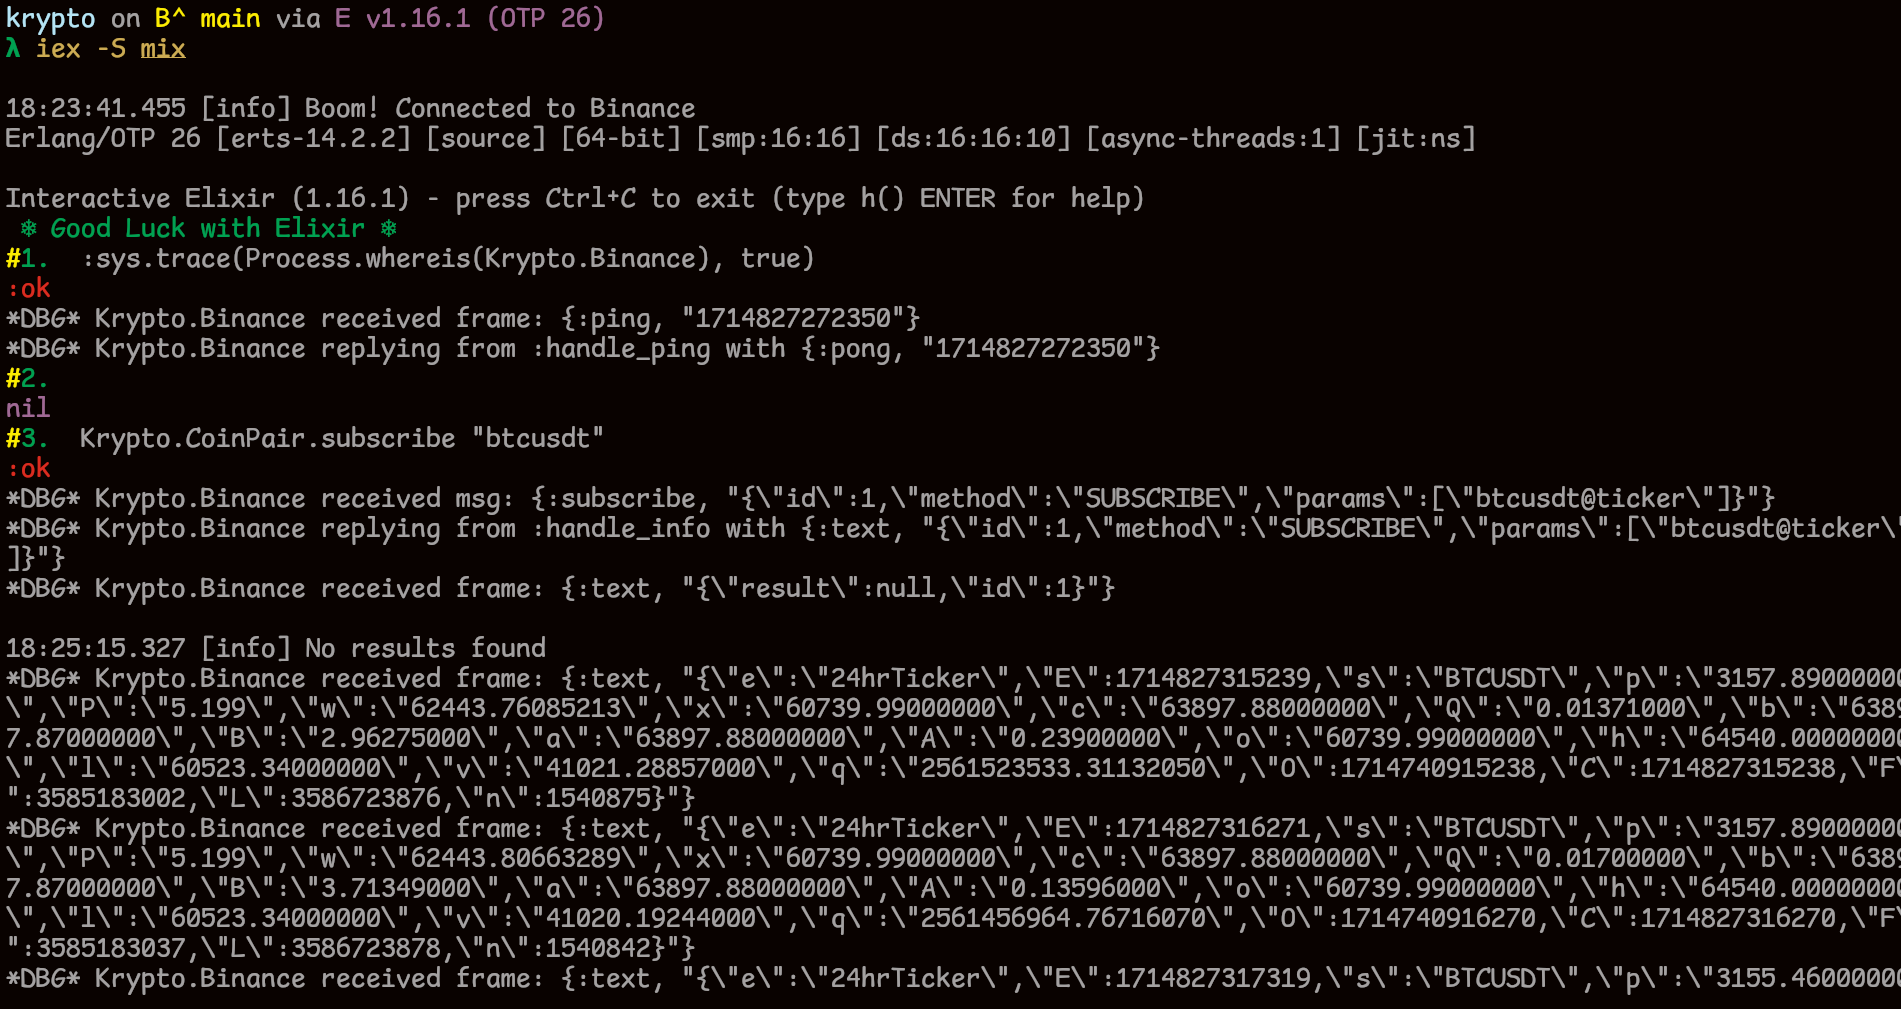 krypto on B^ main via E v1.16.1 (OTP 26)
λ iex -S mix
18:23:41.455 [info] Boom! Connected to Binance
Erlang/OTP 26 [erts-14.2.2] [source] [64-bit] [smp:16:16] [ds:16:16:10] [async-threads:1] [jit:ns]
Interactive Elixir (1.16.1) - press Ctrl+C to exit (type h() ENTER for help)
❄ Good Luck with Elixir ❄
#1.  :sys.trace(Process.whereis(Krypto.Binance), true)
:ok
*DBG* Krypto.Binance received frame: {:ping, "1714827272350"}
*DBG* Krypto.Binance replying from :handle_ping with {:pong, "1714827272350"}
#2.
nil
#3.  Krypto.CoinPair.subscribe "btcusdt"
:ok
*DBG* Krypto.Binance received msg: {:subscribe, "{\"id\":1,\"method\":\"SUBSCRIBE\",\"params\":[\"btcusdt@ticker\"]}"}
*DBG* Krypto.Binance replying from :handle_info with {:text, "{\"id\":1,\"method\":\"SUBSCRIBE\",\"params\":[\"btcusdt@ticker\"
]}"}
*DBG* Krypto.Binance received frame: {:text, "{\"result\":null,\"id\":1}"}
18:25:15.327 [info] No results found
*DBG* Krypto.Binance received frame: {:text, "{\"e\":\"24hrTicker\",\"E\":1714827315239,\"s\":\"BTCUSDT\",\"p\":\"3157.89000000
\",\"P\":\"5.199\",\"w\":\"62443.76085213\",\"x\":\"60739.99000000\",\"c\":\"63897.88000000\",\"Q\":\"0.01371000\",\"b\":\"6389
7.87000000\",\"B\":\"2.96275000\",\"a\":\"63897.88000000\",\"A\":\"0.23900000\",\"o\":\"60739.99000000\",\"h\":\"64540.00000000
\",\"l\":\"60523.34000000\",\"v\":\"41021.28857000\",\"q\":\"2561523533.31132050\",\"O\":1714740915238,\"C\":1714827315238,\"F\
":3585183002,\"L\":3586723876,\"n\":1540875}"}
*DBG* Krypto.Binance received frame: {:text, "{\"e\":\"24hrTicker\",\"E\":1714827316271,\"s\":\"BTCUSDT\",\"p\":\"3157.89000000
\",\"P\":\"5.199\",\"w\":\"62443.80663289\",\"x\":\"60739.99000000\",\"c\":\"63897.88000000\",\"Q\":\"0.01700000\",\"b\":\"6389
7.87000000\",\"B\":\"3.71349000\",\"a\":\"63897.88000000\",\"A\":\"0.13596000\",\"o\":\"60739.99000000\",\"h\":\"64540.00000000
\",\"l\":\"60523.34000000\",\"v\":\"41020.19244000\",\"q\":\"2561456964.76716070\",\"O\":1714740916270,\"C\":1714827316270,\"F\
":3585183037,\"L\":3586723878,\"n\":1540842}"}
*DBG* Krypto.Binance received frame: {:text, "{\"e\":\"24hrTicker\",\"E\":1714827317319,\"s\":\"BTCUSDT\",\"p\":\"3155.46000000